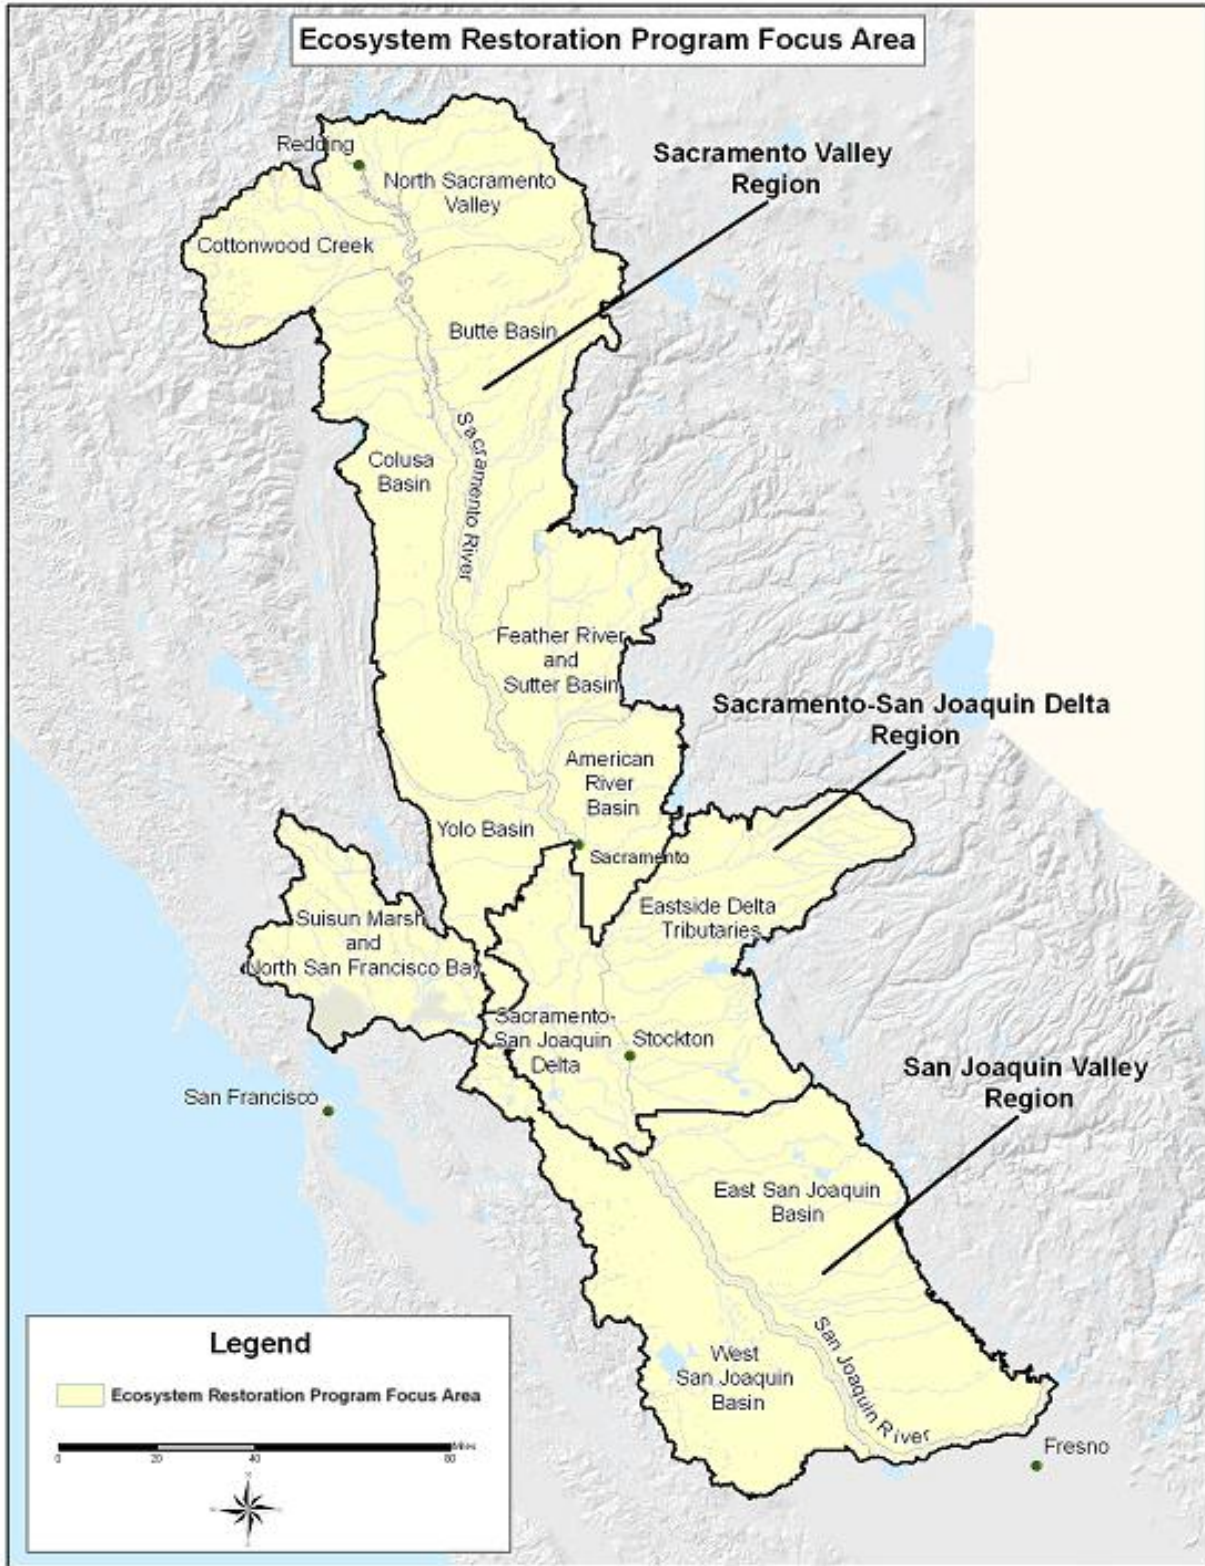 Ecosystem Restoration Program Focus Area
Redding
Sacramento Valley
Region
North Sacramento
Valley
Cottonwood Creek
Butte Basin
Sacramento River
Colusa
Basin
Feather River
and
Sutter Basin
Sacramento-San Joaquin Delta
Region
American
River
Basin
Yolo Basin
Sacramento
Eastside Delta
Tributaries
Suisun Marsh
and
North San Francisco Bay
Sacramento-
San Joaquin
Delta
Stockton
San Joaquin Valley
Region
San Francisco
East San Joaquin
Basin
San Joaquin River
West
San Joaquin
Basin
Fresno
Legend
Ecosystem Restoration Program Focus Area
Miles
0 20 40 80